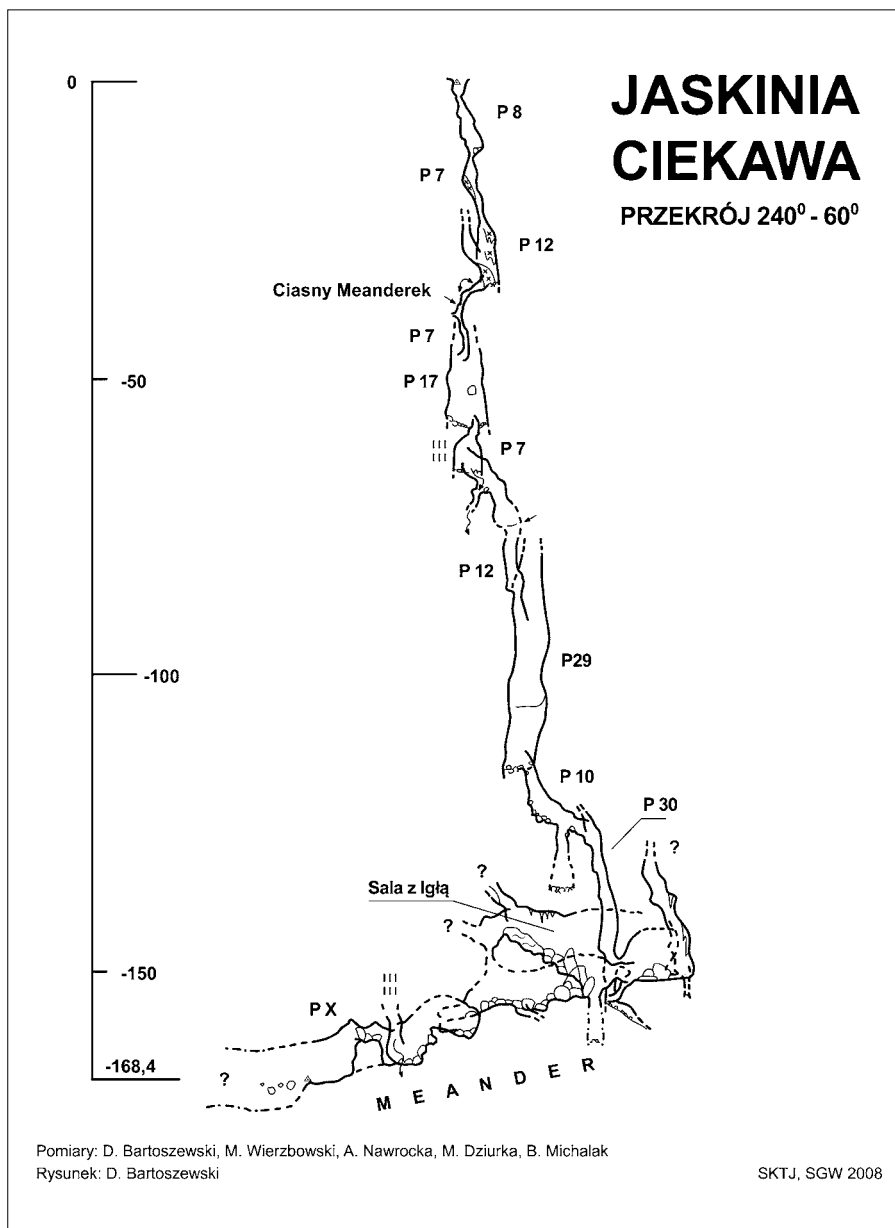 JASKINIA
CIEKAWA
PRZEKRÓJ 240⁰ - 60⁰
0
P 8
P 7
P 12
Ciasny Meanderek
P 7
-50
P 17
P 7
P 12
P29
-100
P 10
P 30
?
?
Sala z Igłą
?
-150
P X
?
-168,4
M E A N D E R
Pomiary: D. Bartoszewski, M. Wierzbowski, A. Nawrocka, M. Dziurka, B. Michalak
Rysunek: D. Bartoszewski
SKTJ, SGW 2008